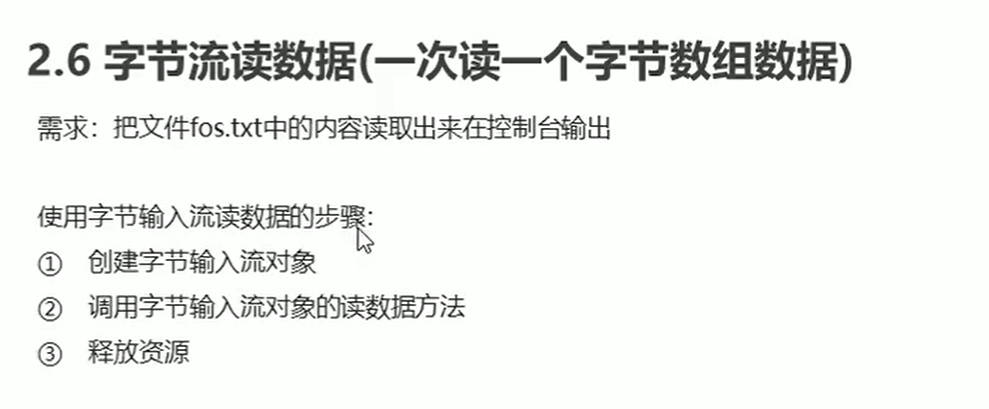 2.6 字节流读数据(一次读一个字节数组数据)
需求：把文件fos.txt中的内容读取出来在控制台输出
使用字节输入流读数据的步骤:
① 创建字节输入流对象
② 调用字节输入流对象的读数据方法
③ 释放资源